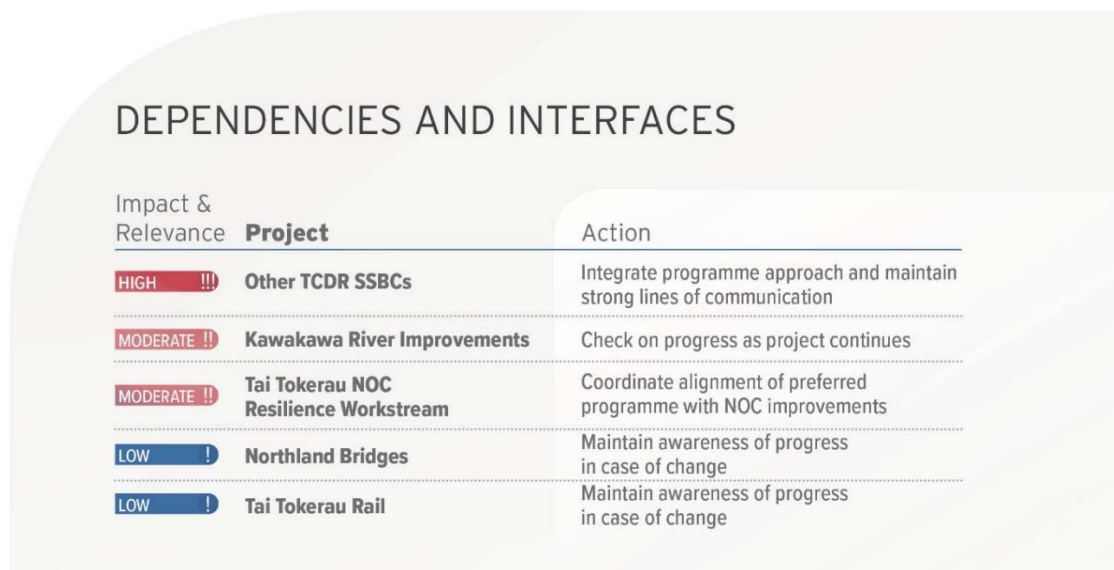 DEPENDENCIES AND INTERFACES
Impact &
Relevance Project Action
HIGH !!! Other TCDR SSBCs Integrate programme approach and maintain
strong lines of communication
MODERATE !! Kawakawa River Improvements Check on progress as project continues
MODERATE !! Tai Tokerau NOC
Resilience Workstream
Coordinate alignment of preferred
programme with NOC improvements
LOW ! Northland Bridges Maintain awareness of progress
in case of change
LOW ! Tai Tokerau Rail Maintain awareness of progress
in case of change